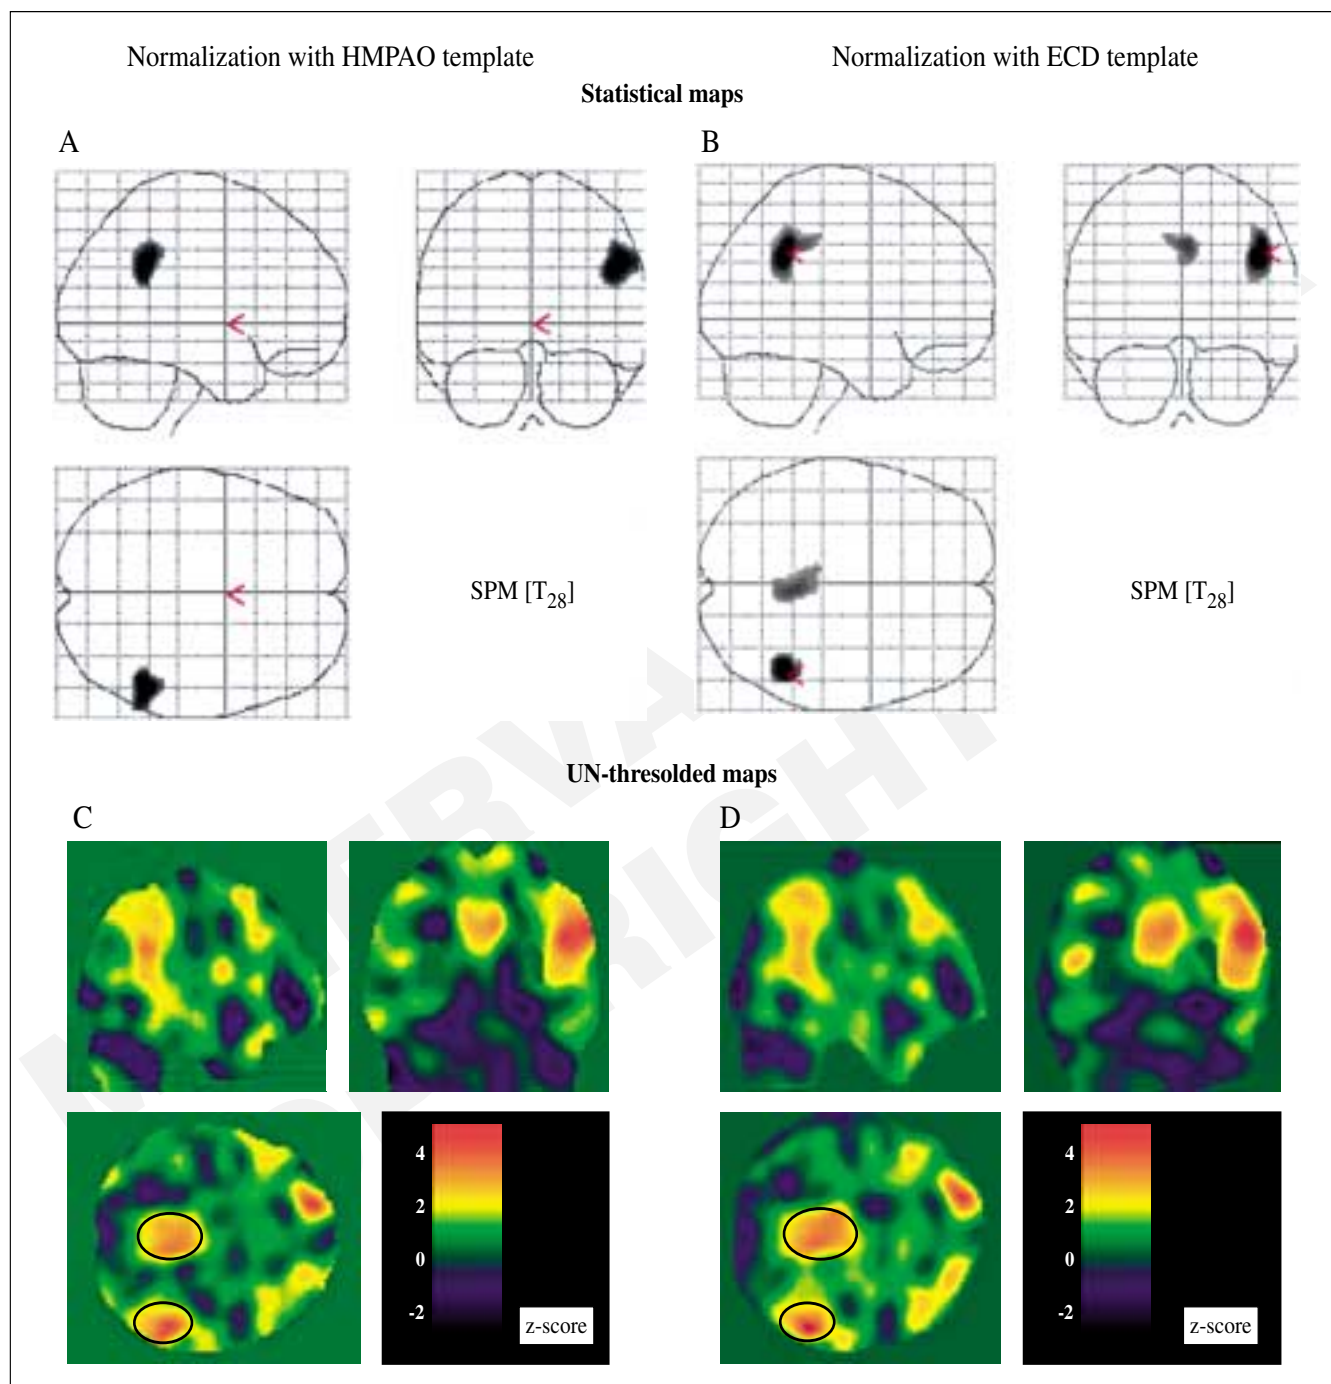 Normalization with HMPAO template
Normalization with ECD template
Statistical maps
A
B
SPM [T28]
SPM [T28]
UN-thresolded maps
C
D
4
2
0
-2
z-score
4
2
0
-2
z-score